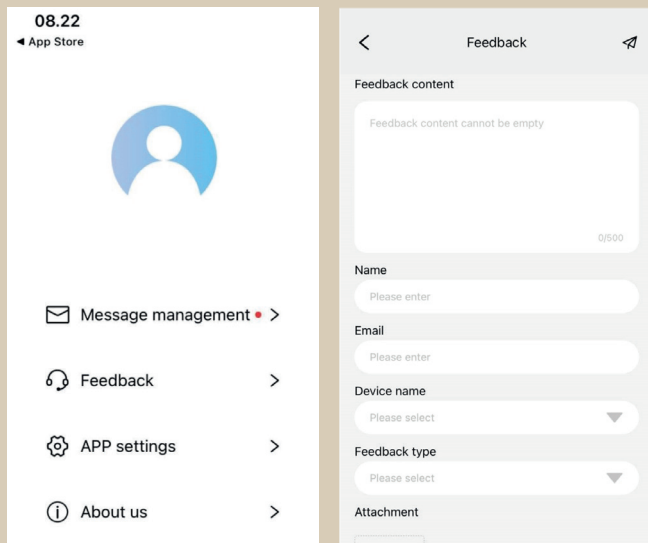 08.22
◀ App Store
Message management
Feedback
APP settings
About us
Feedback
Feedback content
Feedback content cannot be empty
0/500
Name
Please enter
Email
Please enter
Device name
Please select
Feedback type
Please select
Attachment